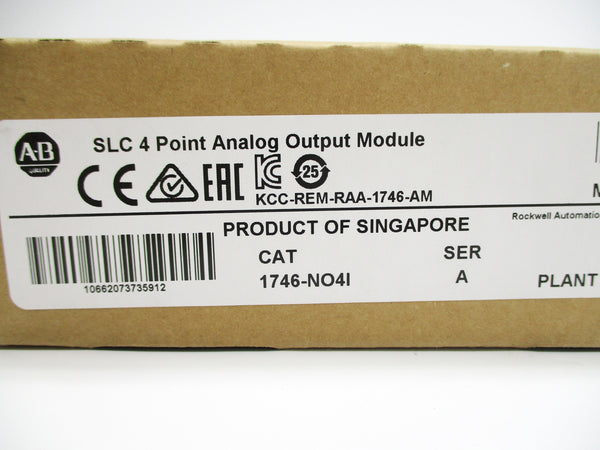 A-B
QUALITY
SLC 4 Point Analog Output Module
CE EAC KC 25
KCC-REM-RAA-1746-AM
Rockwell Automation
PRODUCT OF SINGAPORE
CAT SER
1746-NO4I A
PLANT
10662073735912